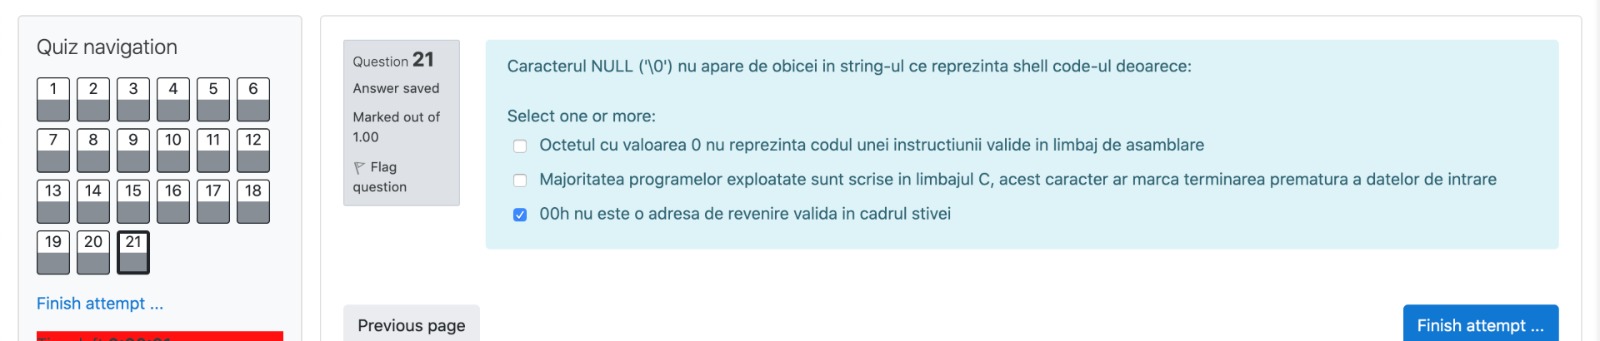 Quiz navigation
1 2 3 4 5 6
7 8 9 10 11 12
13 14 15 16 17 18
19 20 21
Finish attempt ...
Question 21
Answer saved
Marked out of
1.00
Flag
question
Caracterul NULL ('\0') nu apare de obicei in string-ul ce reprezinta shell code-ul deoarece:
Select one or more:
Octetul cu valoarea 0 nu reprezinta codul unei instructiunii valide in limbaj de asamblare
Majoritatea programelor exploatate sunt scrise in limbajul C, acest caracter ar marca terminarea prematura a datelor de intrare
00h nu este o adresa de revenire valida in cadrul stivei
Previous page
Finish attempt ...